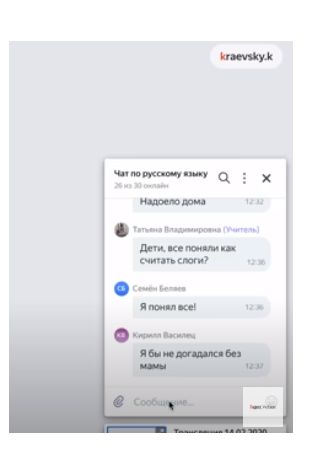 kraevsky.k
Чат по русскому языку
26 из 30 онлайн
Надоело дома 12:32
Татьяна Владимировна (Учитель)
Дети, все поняли как
считать слоги? 12:36
СБ Семён Беляев
Я понял все! 12:36
КВ Кирилл Василец
Я бы не догадался без
мамы 12:37
Сообщение...
Трансляция 14.02.2020